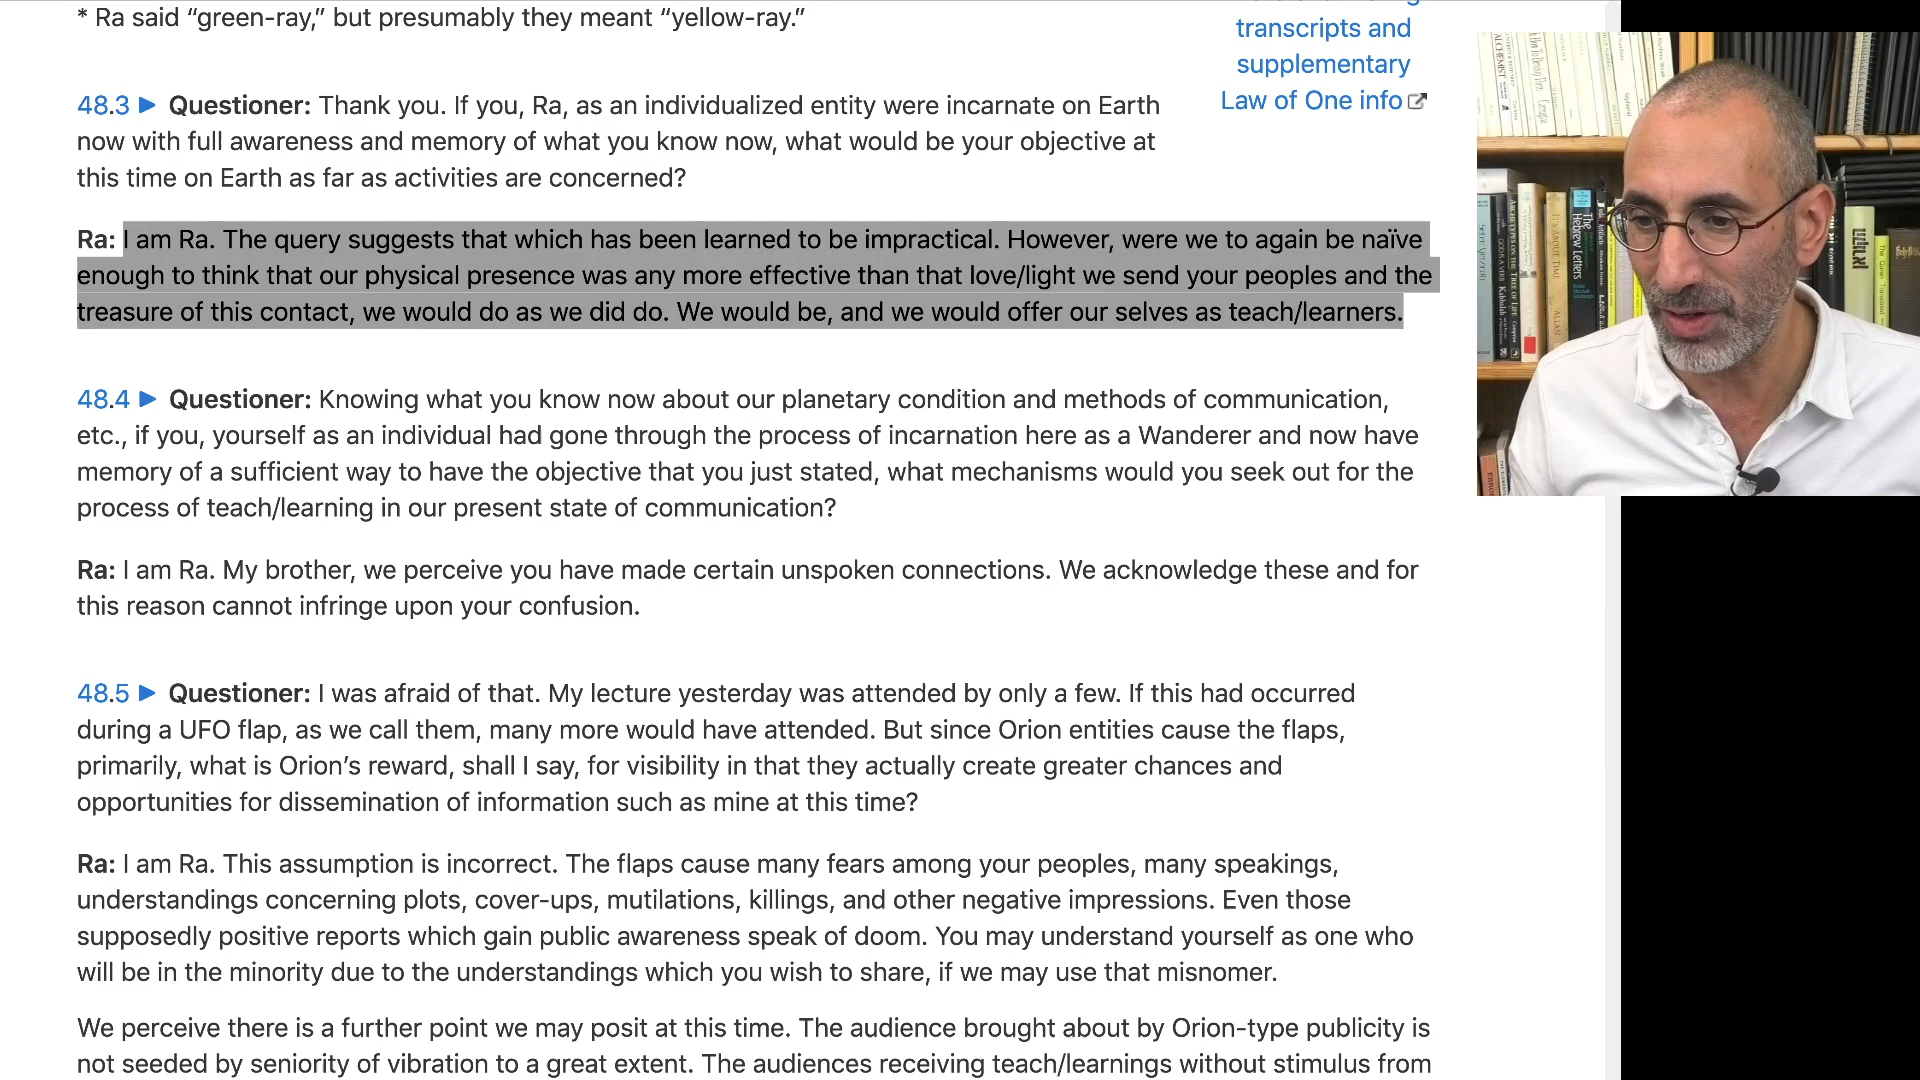 * Ra said “green-ray,” but presumably they meant “yellow-ray.”
transcripts and
supplementary
Law of One info
48.3 ▶ Questioner: Thank you. If you, Ra, as an individualized entity were incarnate on Earth
now with full awareness and memory of what you know now, what would be your objective at
this time on Earth as far as activities are concerned?
Ra: I am Ra. The query suggests that which has been learned to be impractical. However, were we to again be naïve
enough to think that our physical presence was any more effective than that love/light we send your peoples and the
treasure of this contact, we would do as we did do. We would be, and we would offer our selves as teach/learners.
48.4 ▶ Questioner: Knowing what you know now about our planetary condition and methods of communication,
etc., if you, yourself as an individual had gone through the process of incarnation here as a Wanderer and now have
memory of a sufficient way to have the objective that you just stated, what mechanisms would you seek out for the
process of teach/learning in our present state of communication?
Ra: I am Ra. My brother, we perceive you have made certain unspoken connections. We acknowledge these and for
this reason cannot infringe upon your confusion.
48.5 ▶ Questioner: I was afraid of that. My lecture yesterday was attended by only a few. If this had occurred
during a UFO flap, as we call them, many more would have attended. But since Orion entities cause the flaps,
primarily, what is Orion’s reward, shall I say, for visibility in that they actually create greater chances and
opportunities for dissemination of information such as mine at this time?
Ra: I am Ra. This assumption is incorrect. The flaps cause many fears among your peoples, many speakings,
understandings concerning plots, cover-ups, mutilations, killings, and other negative impressions. Even those
supposedly positive reports which gain public awareness speak of doom. You may understand yourself as one who
will be in the minority due to the understandings which you wish to share, if we may use that misnomer.
We perceive there is a further point we may posit at this time. The audience brought about by Orion-type publicity is
not seeded by seniority of vibration to a great extent. The audiences receiving teach/learnings without stimulus from
ALCHEMIST
The Hebrew Letters
IT'S ABOUT TIME
ALLAN